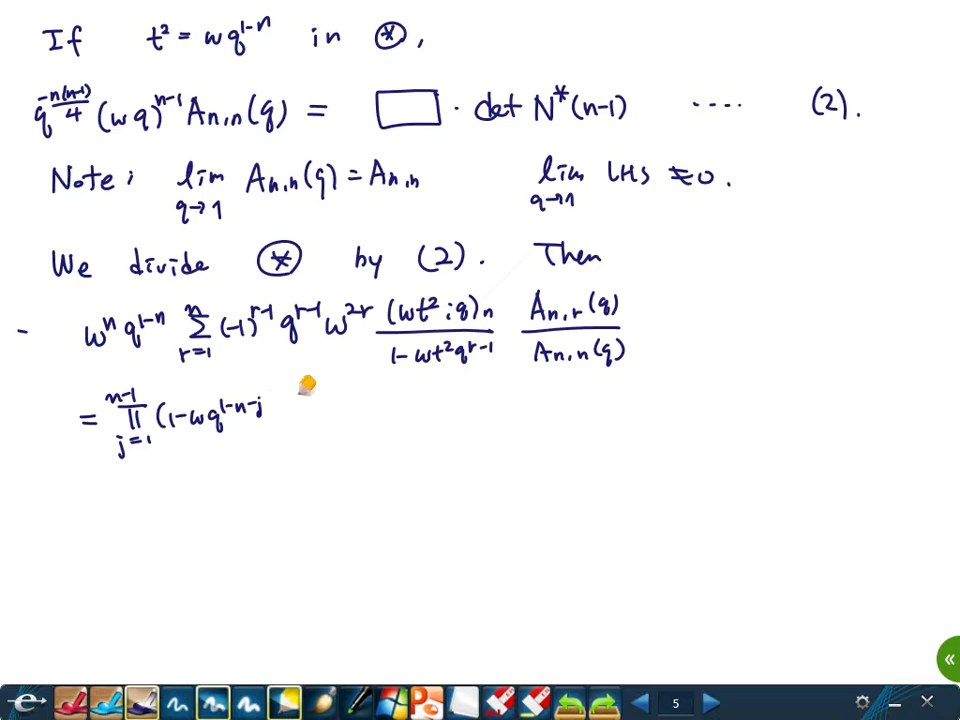 If t² = wq^{1-n} in ⊛,
q^{-n(n-1)/4} (wq)^{n-1} A_{n,n}(q) = □ · det N*(n-1) ···· (2).
Note: lim_{q→1} A_{n,n}(q) = A_{n,n} lim_{q→1} LHS ≠ 0.
We divide ⊛ by (2). Then
- w^n q^{1-n} Σ_{r=1}^{n} (-1)^{r-1} q^{r-1} w^{2r} (wt²;q)_n / (1-wt²q^{r-1}) A_{n,r}(q) / A_{n,n}(q)
= Π_{j=1}^{n-1} (1-wq^{1-n-j}
5